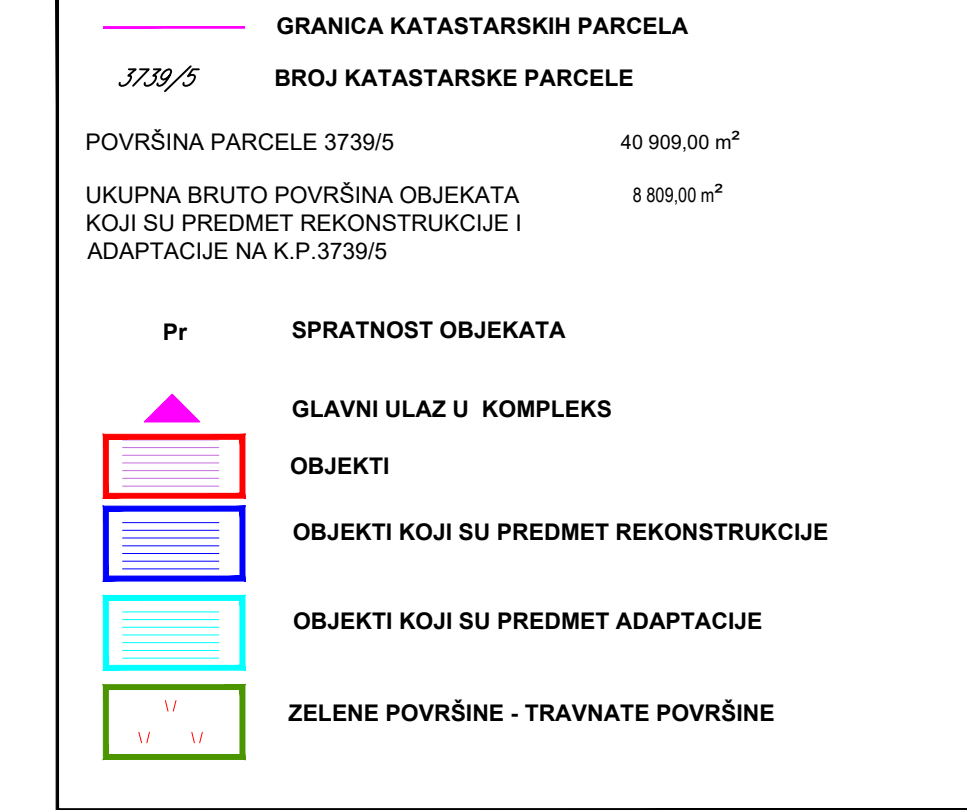 GRANICA KATASTARSKIH PARCELA
3739/5 BROJ KATASTARSKE PARCELE
POVRŠINA PARCELE 3739/5 40 909,00 m²
UKUPNA BRUTO POVRŠINA OBJEKATA 8 809,00 m²
KOJI SU PREDMET REKONSTRUKCIJE I
ADAPTACIJE NA K.P.3739/5
Pr SPRATNOST OBJEKATA
GLAVNI ULAZ U KOMPLEKS
OBJEKTI
OBJEKTI KOJI SU PREDMET REKONSTRUKCIJE
OBJEKTI KOJI SU PREDMET ADAPTACIJE
ZELENE POVRŠINE - TRAVNATE POVRŠINE